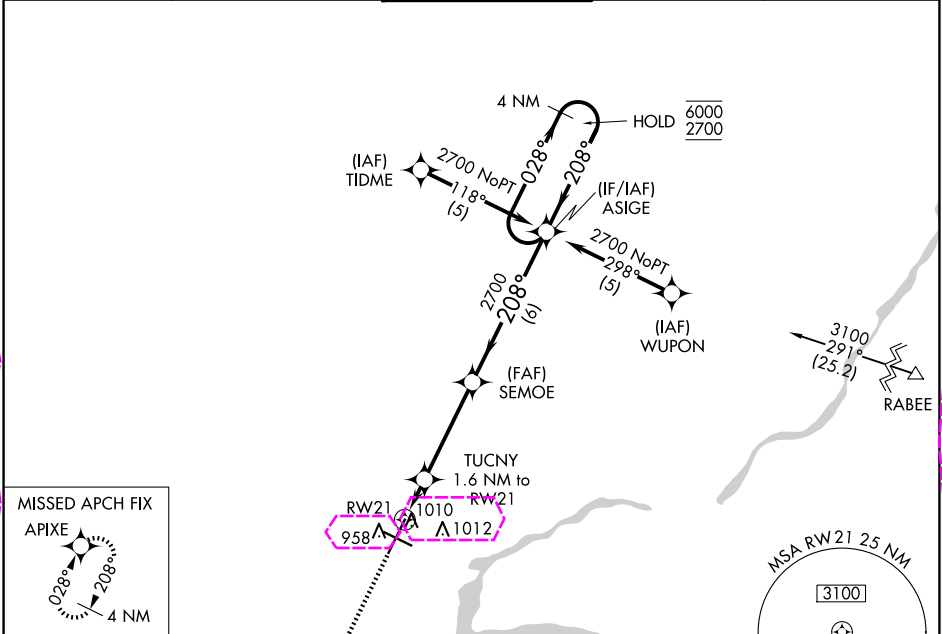 4 NM
HOLD
6000
2700
028°
208°
(IAF)
TIDME
2700 NoPT
118°
(5)
(IF/IAF)
ASIGE
2700 NoPT
298°
(5)
(IAF)
WUPON
2700
208°
(6)
3100
291°
(25.2)
RABEE
(FAF)
SEMOE
TUCNY
1.6 NM to
RW21
RW21
1010
958
1012
MISSED APCH FIX
APIXE
028°
208°
4 NM
MSA RW21 25 NM
3100